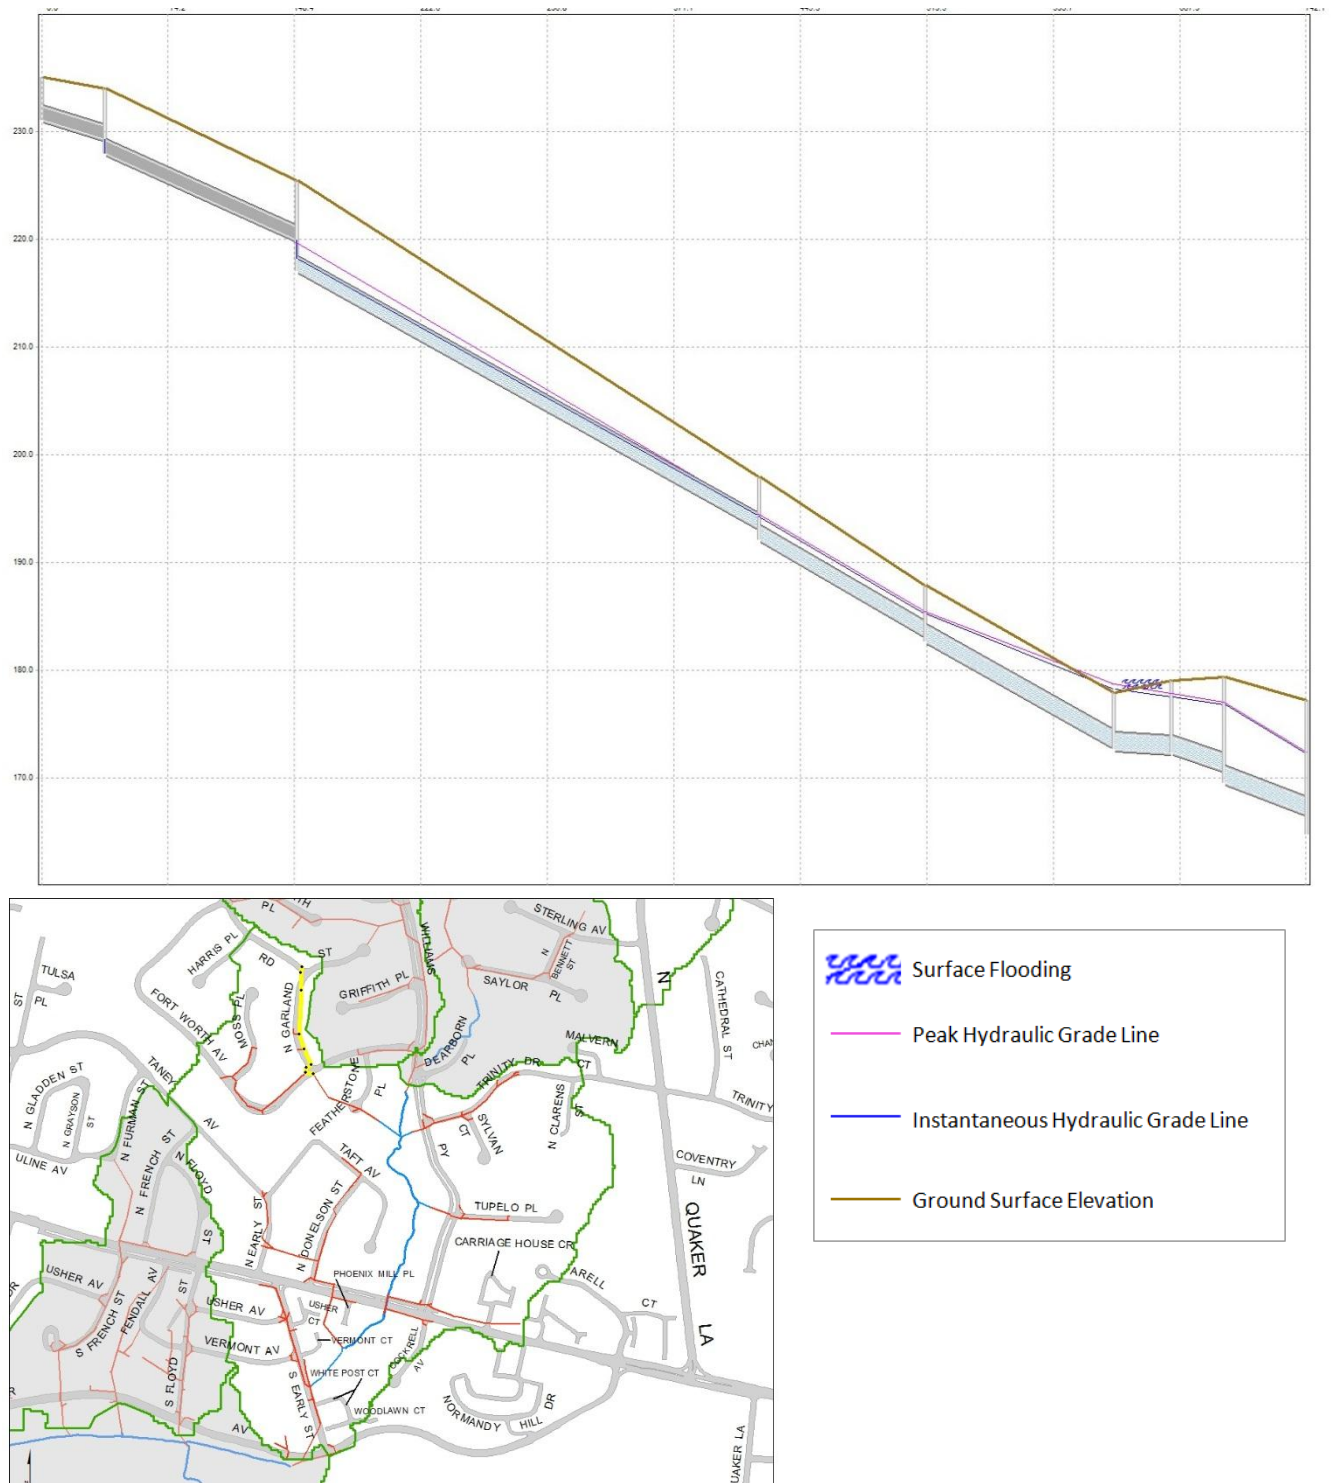 230.0
220.0
210.0
200.0
190.0
180.0
170.0
PL
STERLING AV
WILLIAMS
N
BENNETT
ST
HARRIS PL
RD
ST
GRIFFITH PL
SAYLOR
PL
N
TULSA
PL
ST
FORT WORTH AV
MOSS PL
N GARLAND
DEARBORN
PL
MALVERN
CT
CATHEDRAL ST
TRINITY DR
TRINITY
TANEY
AV
N GLADDEN ST
N GRAYSON
ST
N FURMAN ST
N FRENCH ST
N FLOYD
ST
ULINE AV
FEATHERSTONE
PL
PY
SYLVAN
CT
N CLARENS
ST
COVENTRY
LN
TAFT AV
N EARLY ST
N DONELSON ST
TUPELO PL
CARRIAGE HOUSE CR
QUAKER
LA
PHOENIX MILL PL
ARELL
CT
USHER AV
ST
S FRENCH ST
FENDALL AV
USHER AV
USHER
CT
VERMONT AV
VERMONT CT
COCKRELL
AV
WHITE POST CT
S FLOYD
S EARLY ST
WOODLAWN CT
NORMANDY
HILL
DR
AV
UAKER LA
Surface Flooding
Peak Hydraulic Grade Line
Instantaneous Hydraulic Grade Line
Ground Surface Elevation